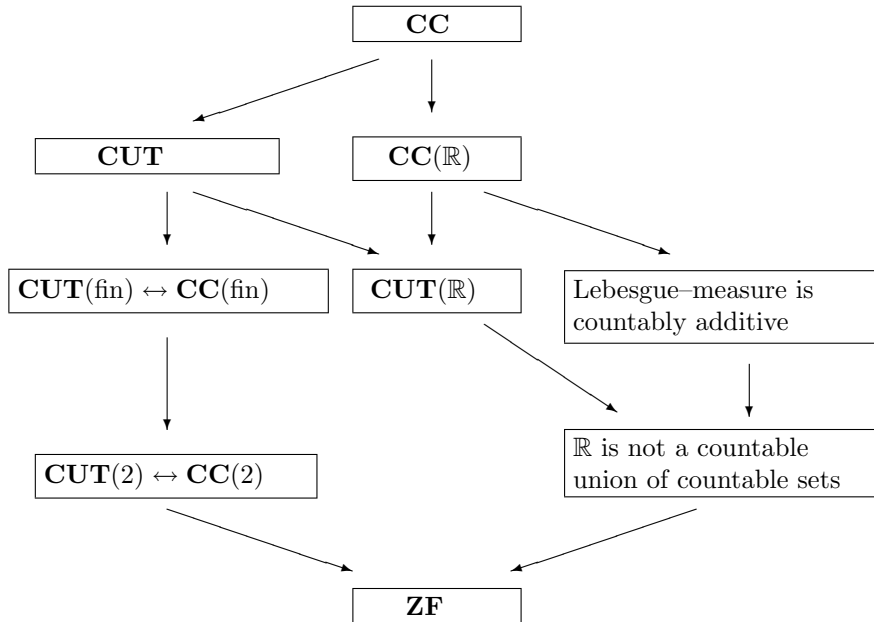 CC
CUT
CC(ℝ)
CUT(fin) ↔ CC(fin)
CUT(ℝ)
Lebesgue–measure is
countably additive
CUT(2) ↔ CC(2)
ℝ is not a countable
union of countable sets
ZF